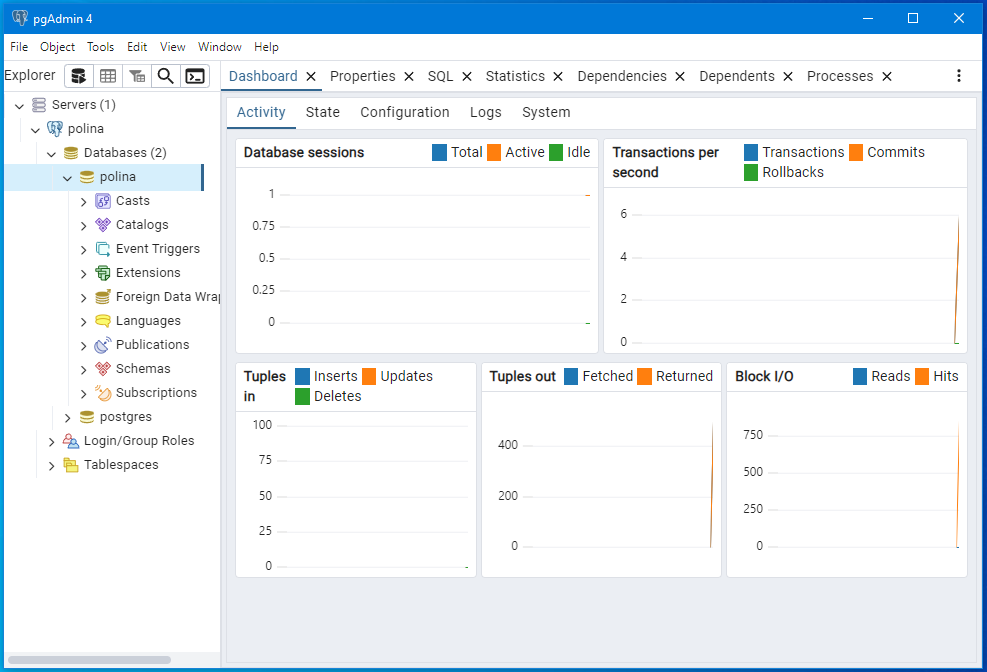 pgAdmin 4
File Object Tools Edit View Window Help
Explorer
Dashboard Properties SQL Statistics Dependencies Dependents Processes
Servers (1)
polina
Databases (2)
polina
Casts
Catalogs
Event Triggers
Extensions
Foreign Data Wrap
Languages
Publications
Schemas
Subscriptions
postgres
Login/Group Roles
Tablespaces
Activity State Configuration Logs System
Database sessions
Total Active Idle
1
0.75
0.5
0.25
0
Transactions per
second
Transactions Commits
Rollbacks
6
4
2
0
Tuples
in
Inserts Updates
Deletes
100
75
50
25
0
Tuples out
Fetched Returned
400
200
0
Block I/O
Reads Hits
750
500
250
0